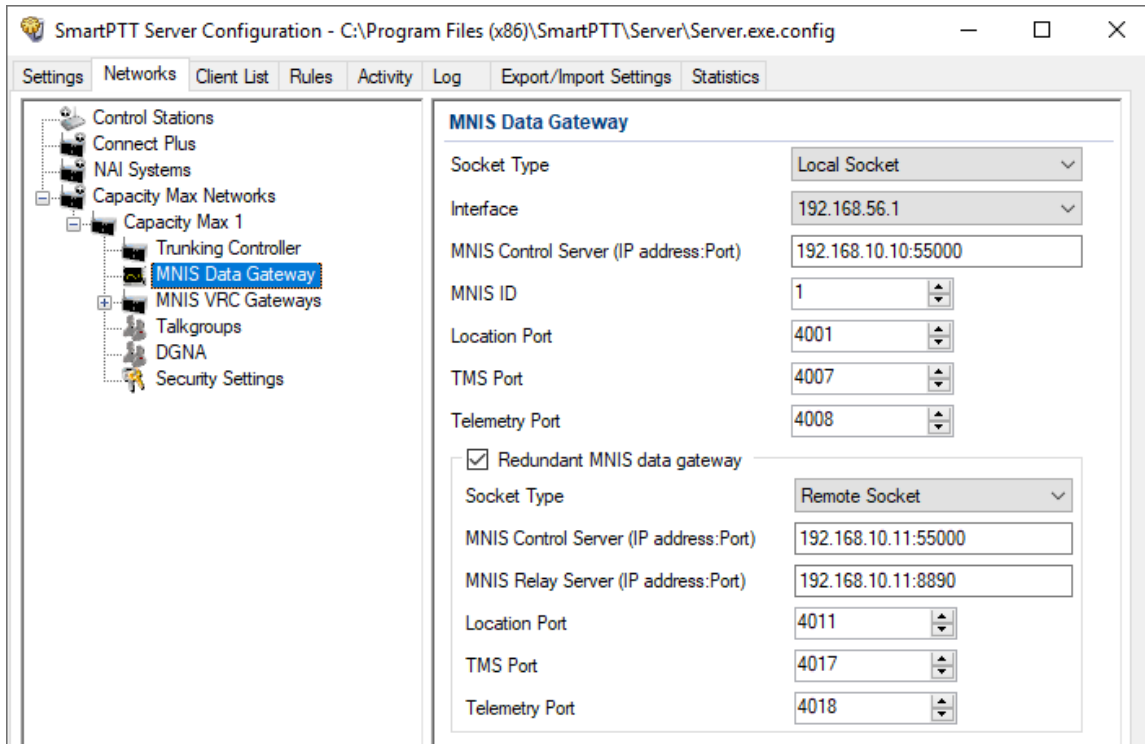 SmartPTT Server Configuration - C:\Program Files (x86)\SmartPTT\Server\Server.exe.config
Settings Networks Client List Rules Activity Log Export/Import Settings Statistics
Control Stations
Connect Plus
NAI Systems
Capacity Max Networks
Capacity Max 1
Trunking Controller
MNIS Data Gateway
MNIS VRC Gateways
Talkgroups
DGNA
Security Settings
MNIS Data Gateway
Socket Type Local Socket
Interface 192.168.56.1
MNIS Control Server (IP address:Port) 192.168.10.10:55000
MNIS ID 1
Location Port 4001
TMS Port 4007
Telemetry Port 4008
Redundant MNIS data gateway
Socket Type Remote Socket
MNIS Control Server (IP address:Port) 192.168.10.11:55000
MNIS Relay Server (IP address:Port) 192.168.10.11:8890
Location Port 4011
TMS Port 4017
Telemetry Port 4018